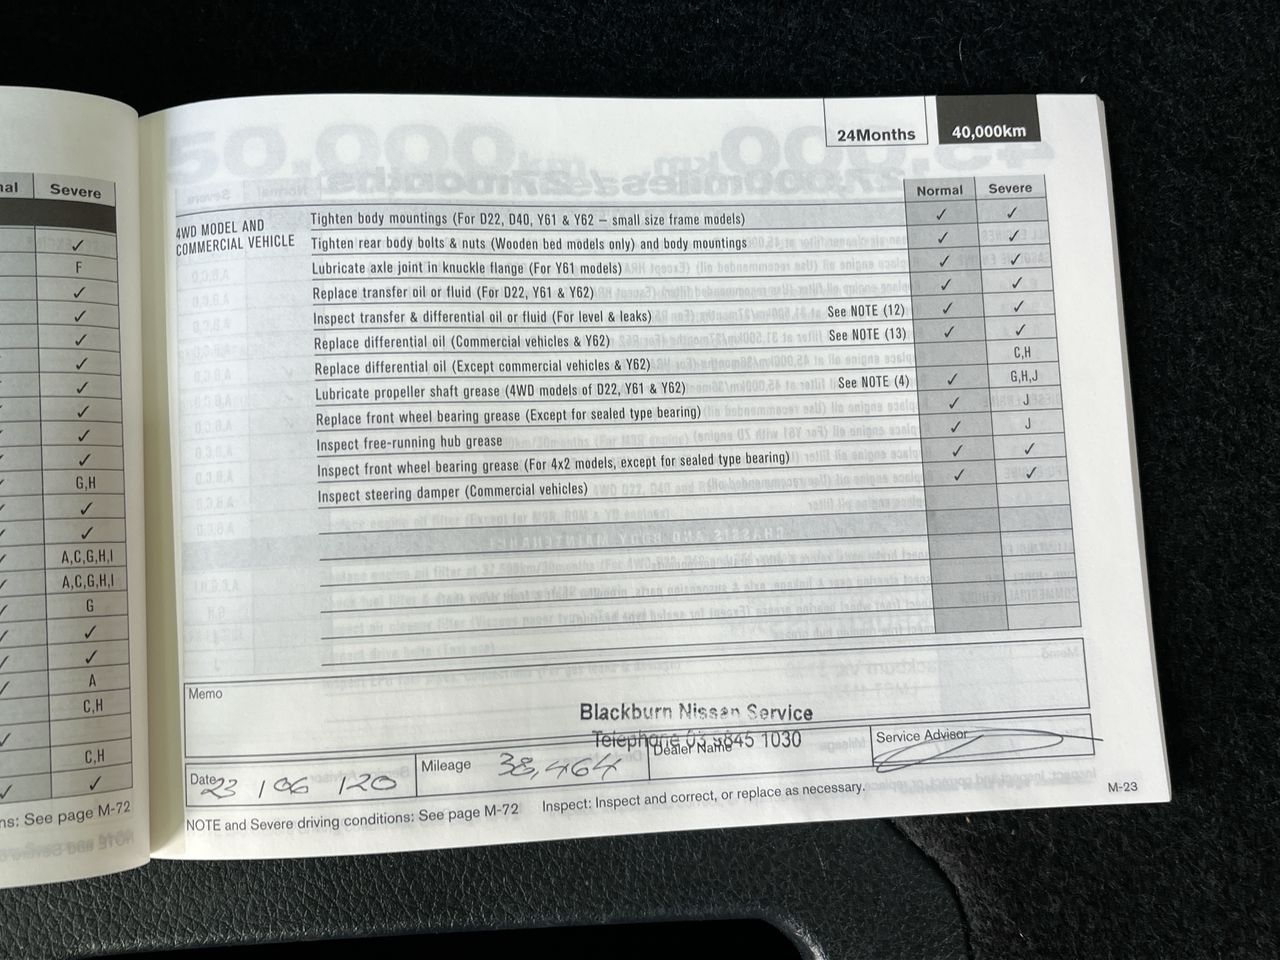 al Severe
✓
F
✓
✓
✓
✓
✓
✓
✓
✓
G,H
✓
✓
A,C,G,H,I
A,C,G,H,I
G
✓
✓
A
C,H
✓
C,H
✓ ✓
ns: See page M-72
24Months 40,000km
Normal Severe
4WD MODEL AND
COMMERCIAL VEHICLE
Tighten body mountings (For D22, D40, Y61 & Y62 – small size frame models) ✓ ✓
Tighten rear body bolts & nuts (Wooden bed models only) and body mountings ✓ ✓
Lubricate axle joint in knuckle flange (For Y61 models) ✓ ✓
Replace transfer oil or fluid (For D22, Y61 & Y62) ✓ ✓
Inspect transfer & differential oil or fluid (For level & leaks) See NOTE (12) ✓ ✓
Replace differential oil (Commercial vehicles & Y62) See NOTE (13) ✓ ✓
Replace differential oil (Except commercial vehicles & Y62) C,H
Lubricate propeller shaft grease (4WD models of D22, Y61 & Y62) See NOTE (4) ✓ G,H,J
Replace front wheel bearing grease (Except for sealed type bearing) ✓ J
Inspect free-running hub grease ✓ J
Inspect front wheel bearing grease (For 4x2 models, except for sealed type bearing) ✓ ✓
Inspect steering damper (Commercial vehicles) ✓ ✓
Memo
Blackburn Nissan Service
Telephone 03 9845 1030
Date 23 / 06 / 20 Mileage 38,464 Dealer Name Service Advisor
NOTE and Severe driving conditions: See page M-72 Inspect: Inspect and correct, or replace as necessary.
M-23